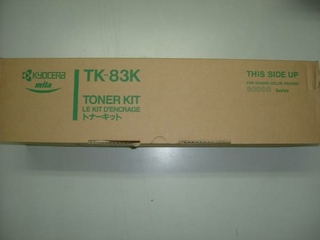 KYOCERA
mita
TK-83K
TONER KIT
LE KIT D'ENCRAGE
トナーキット
THIS SIDE UP